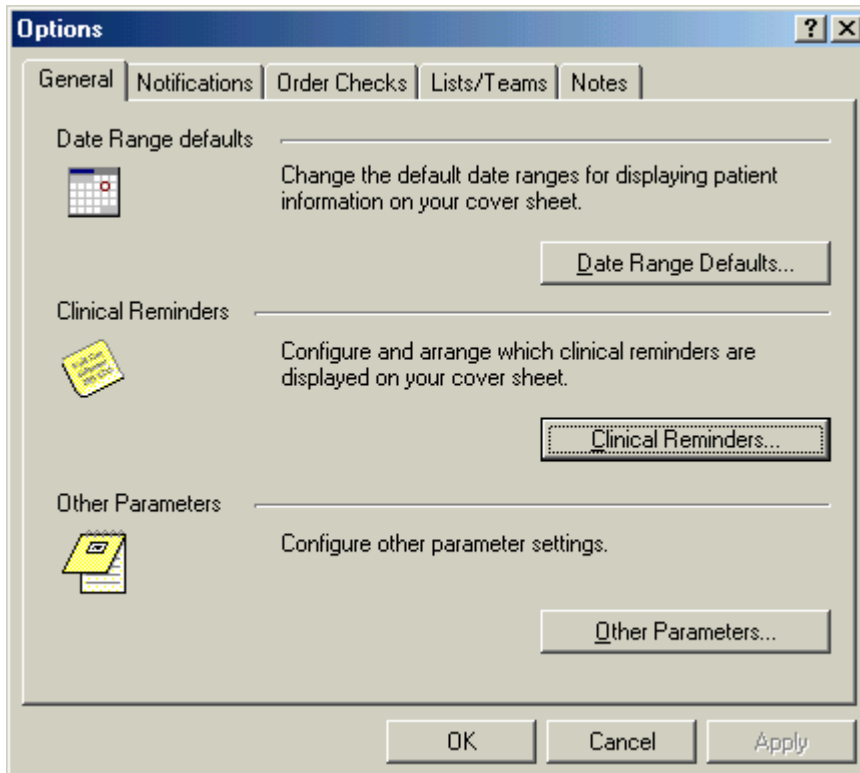 Options
General Notifications Order Checks Lists/Teams Notes
Date Range defaults
Change the default date ranges for displaying patient
information on your cover sheet.
Date Range Defaults...
Clinical Reminders
Configure and arrange which clinical reminders are
displayed on your cover sheet.
Clinical Reminders...
Other Parameters
Configure other parameter settings.
Other Parameters...
OK Cancel Apply